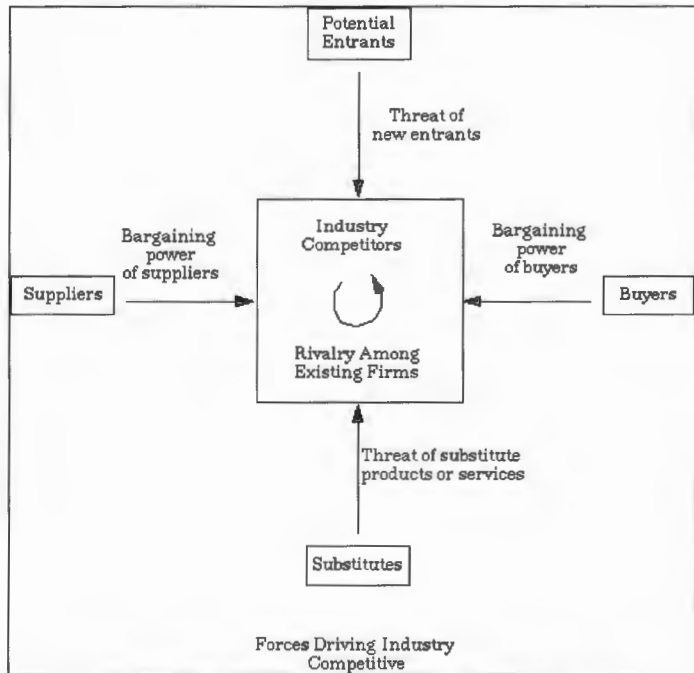 Potential
Entrants
Threat of
new entrants
Industry
Competitors
Bargaining
power
of suppliers
Bargaining
power
of buyers
Suppliers
Buyers
Rivalry Among
Existing Firms
Threat of substitute
products or services
Substitutes
Forces Driving Industry
Competitive